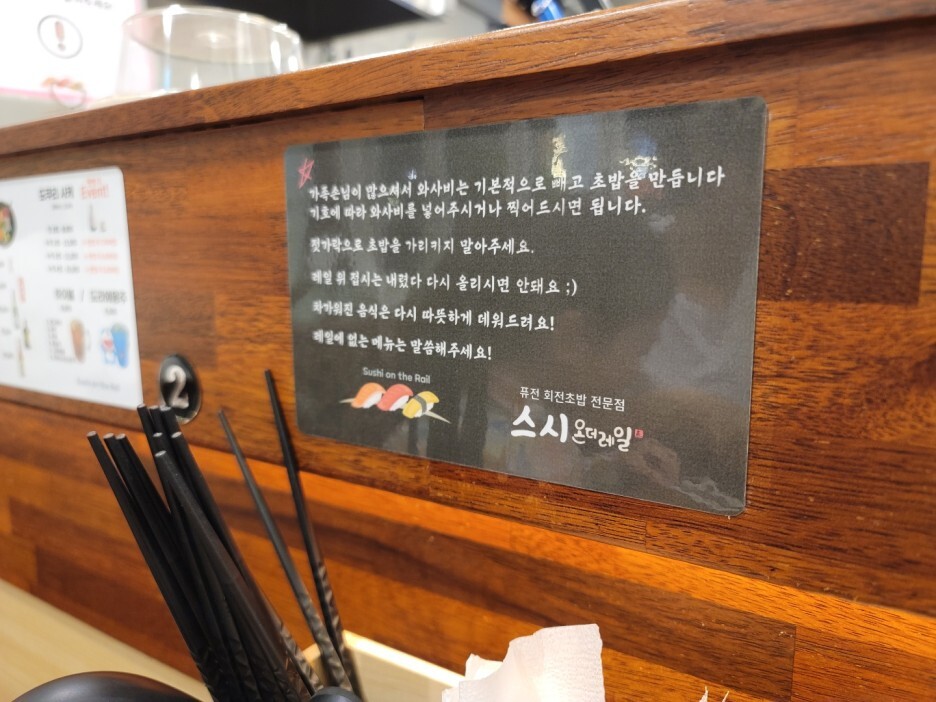 가족손님이 많으셔서 와사비는 기본적으로 빼고 초밥을 만듭니다
기호에 따라 와사비를 넣어주시거나 찍어드시면 됩니다.
젓가락으로 초밥을 가리키지 말아주세요.
레일 위 접시는 내렸다 다시 올리시면 안돼요 ;)
차가워진 음식은 다시 따뜻하게 데워드려요!
레일에 없는 메뉴는 말씀해주세요!
Sushi on the Rail
퓨전 회전초밥 전문점
스시 온더레일
2